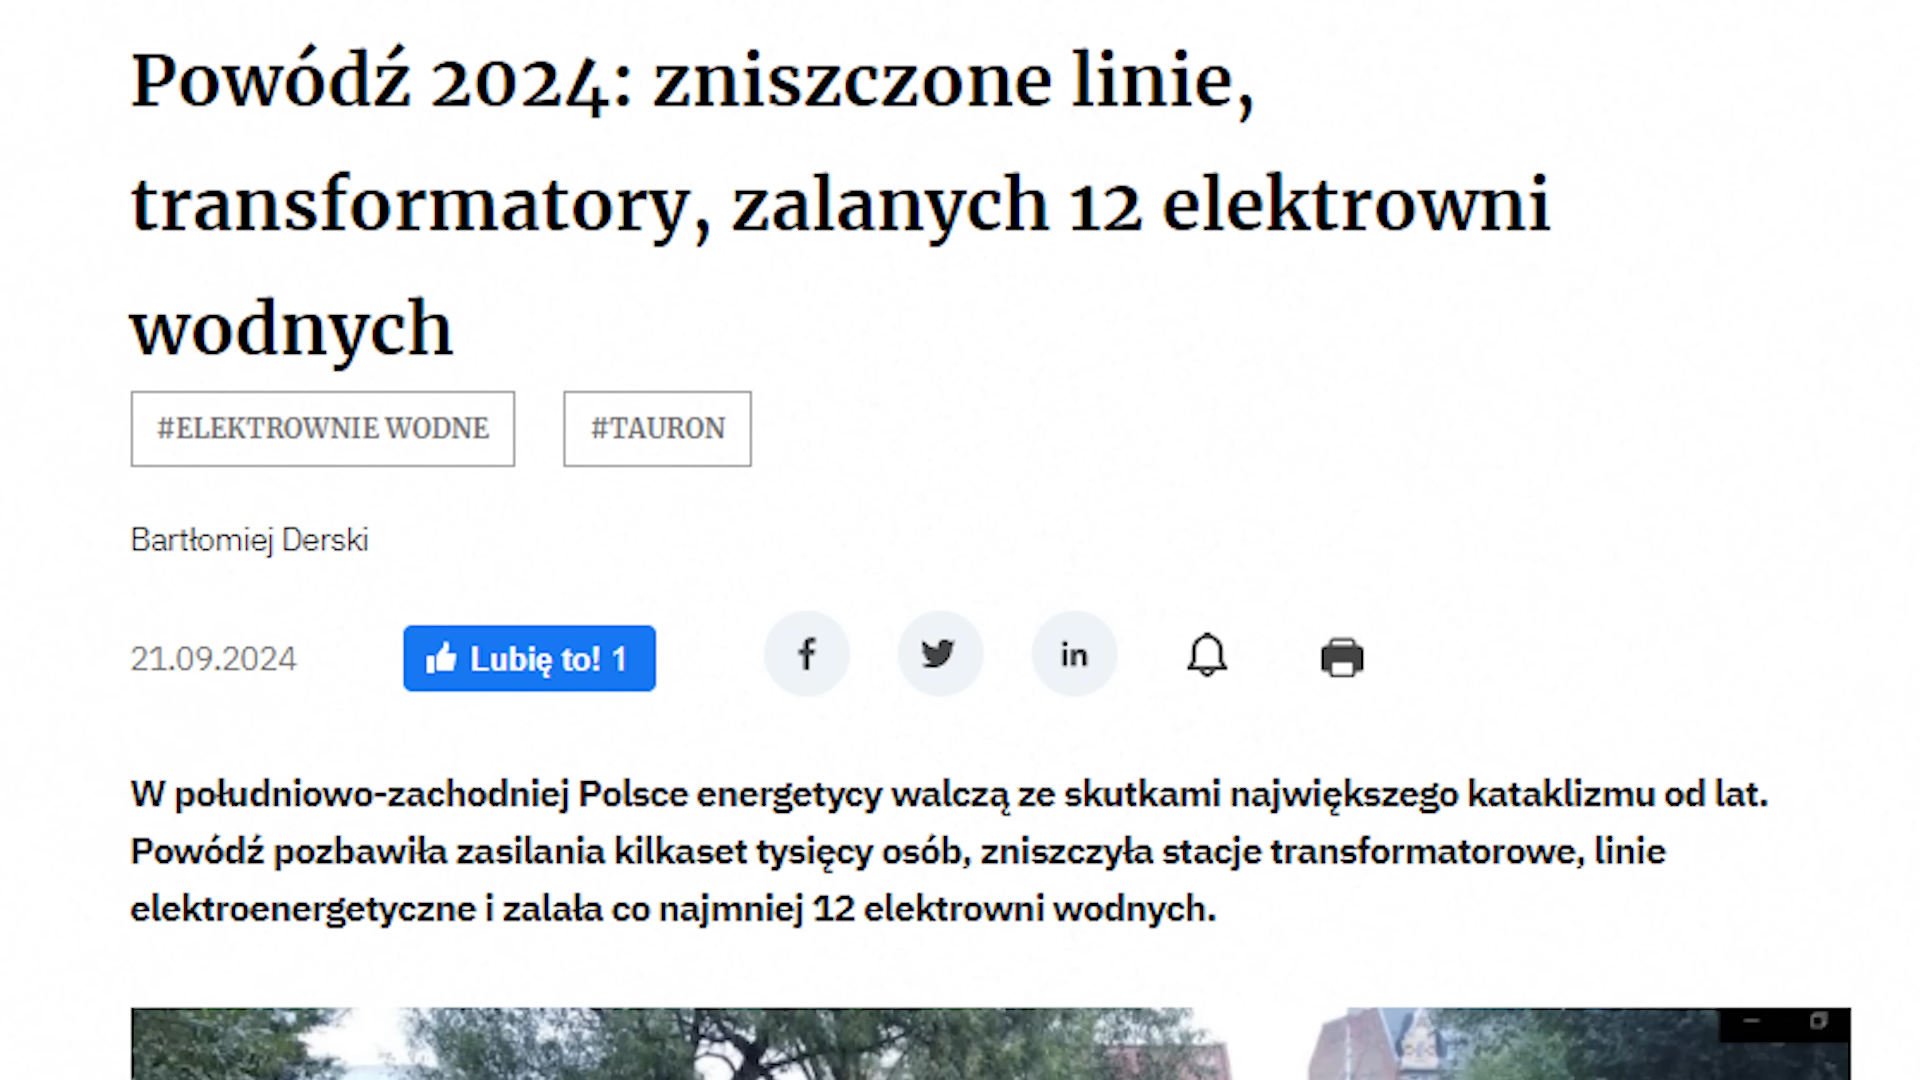 Powódź 2024: zniszczone linie,
transformatory, zalanych 12 elektrowni
wodnych
#ELEKTROWNIE WODNE #TAURON
Bartłomiej Derski
21.09.2024 Lubię to! 1 f in
W południowo-zachodniej Polsce energetycy walczą ze skutkami największego kataklizmu od lat.
Powódź pozbawiła zasilania kilkaset tysięcy osób, zniszczyła stacje transformatorowe, linie
elektroenergetyczne i zalała co najmniej 12 elektrowni wodnych.